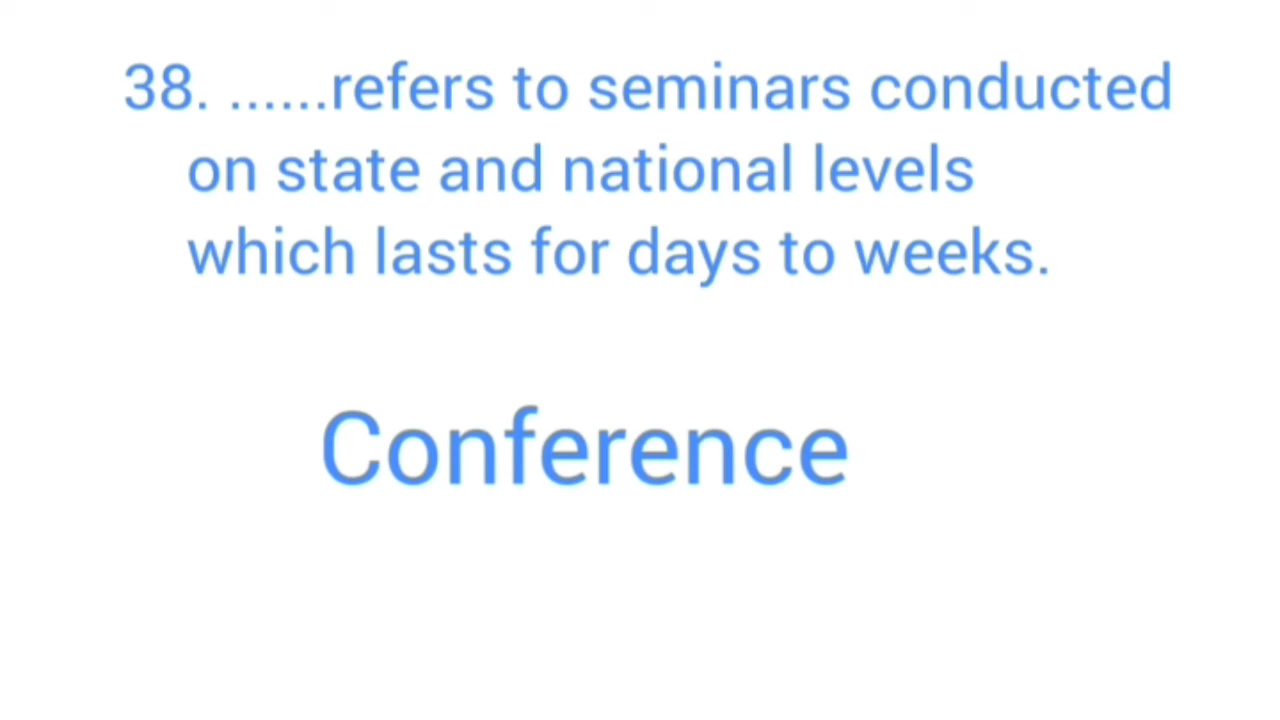 38. ......refers to seminars conducted
on state and national levels
which lasts for days to weeks.
Conference